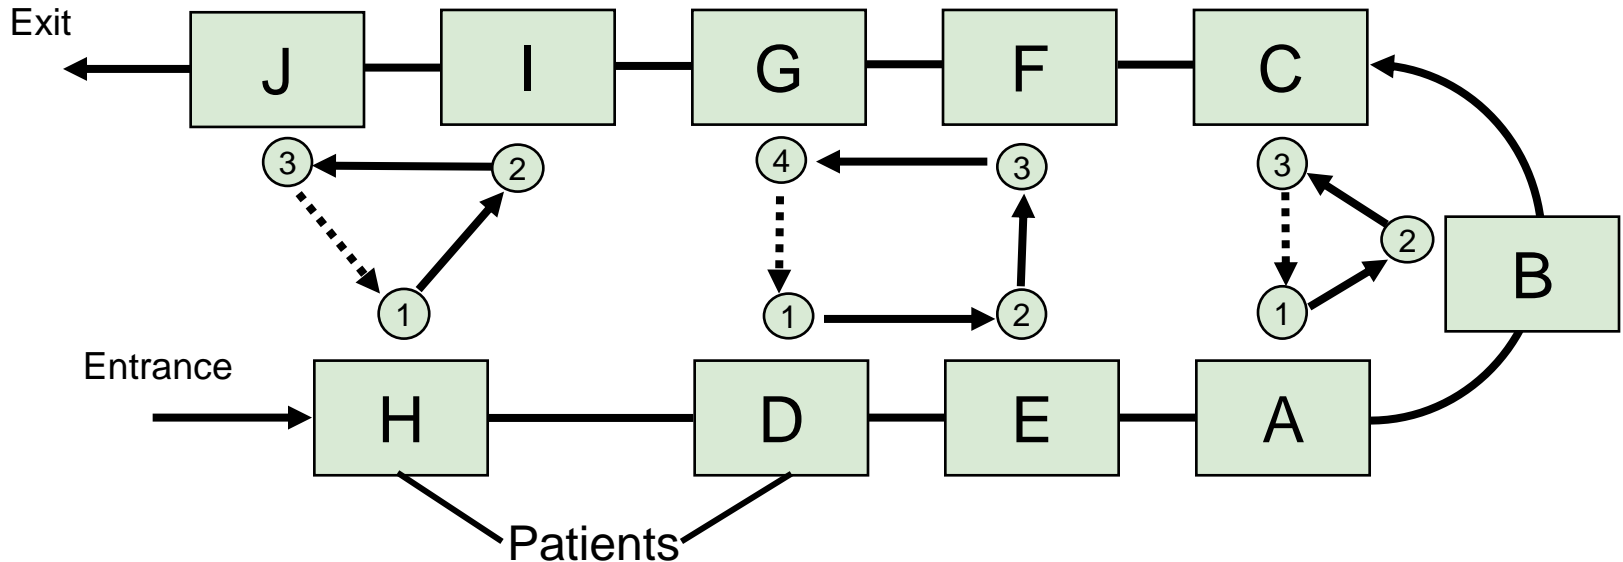 Exit
J I G F C
3 2 4 3 3
2
B
1 1 2 1
Entrance
H D E A
Patients